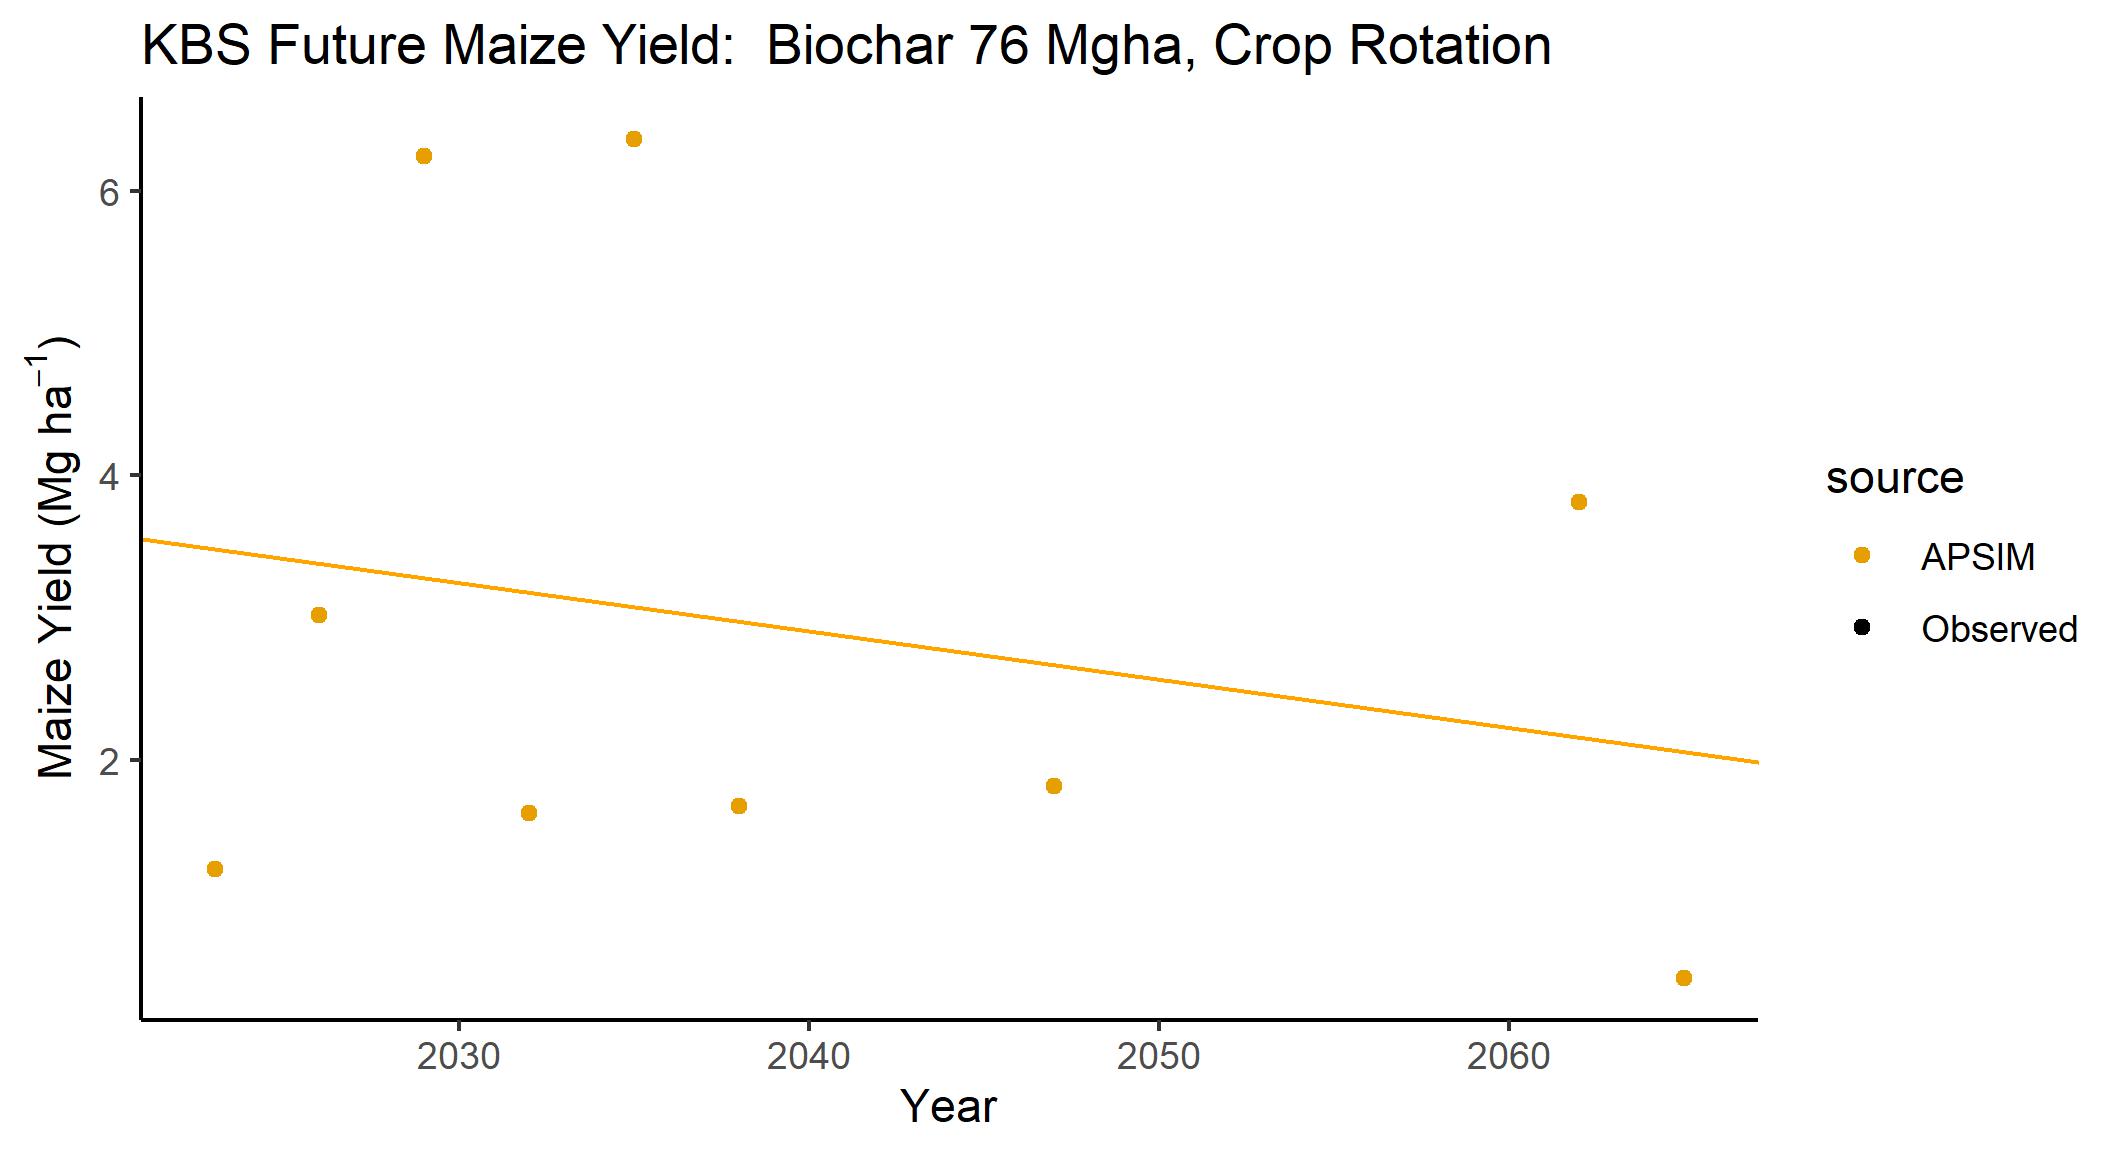 KBS Future Maize Yield:  Biochar 76 Mgha, Crop Rotation
Maize Yield (Mg ha⁻¹)
6
4
2
2030 2040 2050 2060
Year
source
APSIM
Observed